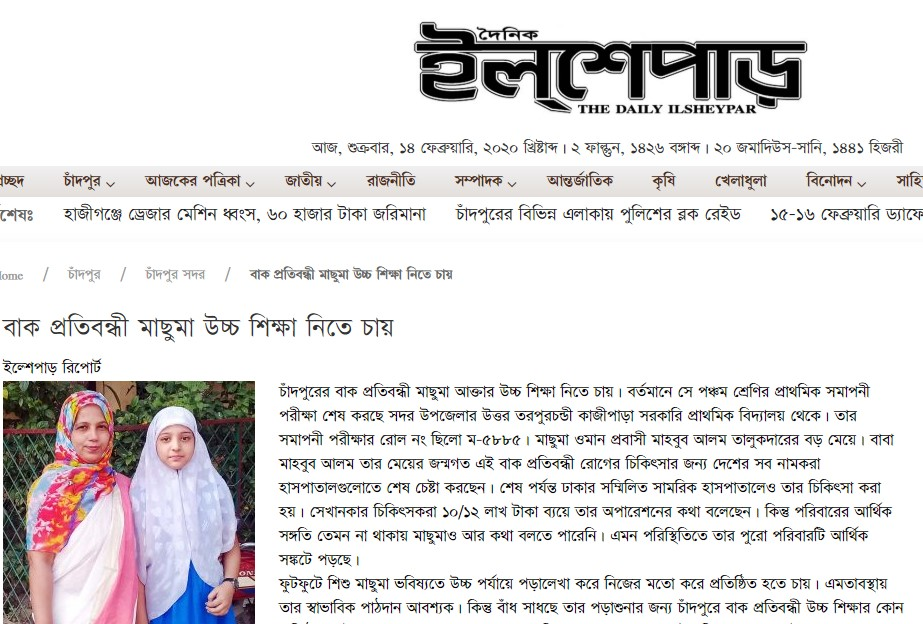 দৈনিক
ইল্শেপাড়
THE DAILY ILSHEYPAR
আজ, শুক্রবার, ১৪ ফেব্রুয়ারি, ২০২০ খ্রিষ্টাব্দ। ২ ফাল্গুন, ১৪২৬ বঙ্গাব্দ। ২০ জমাদিউস-সানি, ১৪৪১ হিজরী
চাঁদপুর আজকের পত্রিকা জাতীয় রাজনীতি সম্পাদক আন্তর্জাতিক কৃষি খেলাধুলা বিনোদন
হাজীগঞ্জে ড্রেজার মেশিন ধ্বংস, ৬০ হাজার টাকা জরিমানা চাঁদপুরের বিভিন্ন এলাকায় পুলিশের ব্লক রেইড ১৫-১৬ ফেব্রুয়ারি
/ চাঁদপুর / চাঁদপুর সদর / বাক প্রতিবন্ধী মাছুমা উচ্চ শিক্ষা নিতে চায়
বাক প্রতিবন্ধী মাছুমা উচ্চ শিক্ষা নিতে চায়
ইল্শেপাড় রিপোর্ট
চাঁদপুরের বাক প্রতিবন্ধী মাছুমা আক্তার উচ্চ শিক্ষা নিতে চায়। বর্তমানে সে পঞ্চম শ্রেণির প্রাথমিক সমাপনী
পরীক্ষা শেষ করছে সদর উপজেলার উত্তর তরপুরচন্ডী কাজীপাড়া সরকারি প্রাথমিক বিদ্যালয় থেকে। তার
সমাপনী পরীক্ষার রোল নং ছিলো ম-৫৮৮৫। মাছুমা ওমান প্রবাসী মাহবুব আলম তালুকদারের বড় মেয়ে। বাবা
মাহবুব আলম তার মেয়ের জন্মগত এই বাক প্রতিবন্ধী রোগের চিকিৎসার জন্য দেশের সব নামকরা
হাসপাতালগুলোতে শেষ চেষ্টা করছেন। শেষ পর্যন্ত ঢাকার সম্মিলিত সামরিক হাসপাতালেও তার চিকিৎসা করা
হয়। সেখানকার চিকিৎসকরা ১০/১২ লাখ টাকা ব্যয়ে তার অপারেশনের কথা বলেছেন। কিন্তু পরিবারের আর্থিক
সঙ্গতি তেমন না থাকায় মাছুমাও আর কথা বলতে পারেনি। এমন পরিস্থিতিতে তার পুরো পরিবারটি আর্থিক
সঙ্কটে পড়ছে।
ফুটফুটে শিশু মাছুমা ভবিষ্যতে উচ্চ পর্যায়ে পড়ালেখা করে নিজের মতো করে প্রতিষ্ঠিত হতে চায়। এমতাবস্থায়
তার স্বাভাবিক পাঠদান আবশ্যক। কিন্তু বাঁধ সাধছে তার পড়াশুনার জন্য চাঁদপুরে বাক প্রতিবন্ধী উচ্চ শিক্ষার কোন